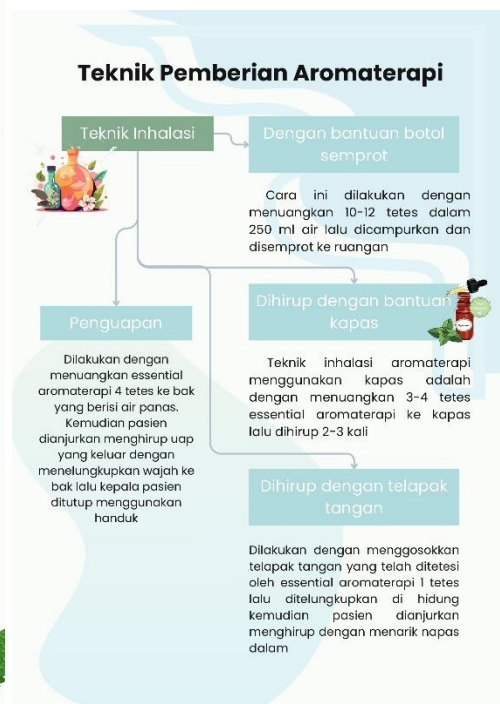 Teknik Pemberian Aromaterapi
Teknik Inhalasi
Dengan bantuan botol
semprot
Cara ini dilakukan dengan
menuangkan 10-12 tetes dalam
250 ml air lalu dicampurkan dan
disemprot ke ruangan
Dihirup dengan bantuan
kapas
Teknik inhalasi aromaterapi
menggunakan kapas adalah
dengan menuangkan 3-4 tetes
essential aromaterapi ke kapas
lalu dihirup 2-3 kali
Penguapan
Dilakukan dengan
menuangkan essential
aromaterapi 4 tetes ke bak
yang berisi air panas.
Kemudian pasien
dianjurkan menghirup uap
yang keluar dengan
menelungkupkan wajah ke
bak lalu kepala pasien
ditutup menggunakan
handuk
Dihirup dengan telapak
tangan
Dilakukan dengan menggosokkan
telapak tangan yang telah ditetesi
oleh essential aromaterapi 1 tetes
lalu ditelungkupkan di hidung
kemudian pasien dianjurkan
menghirup dengan menarik napas
dalam